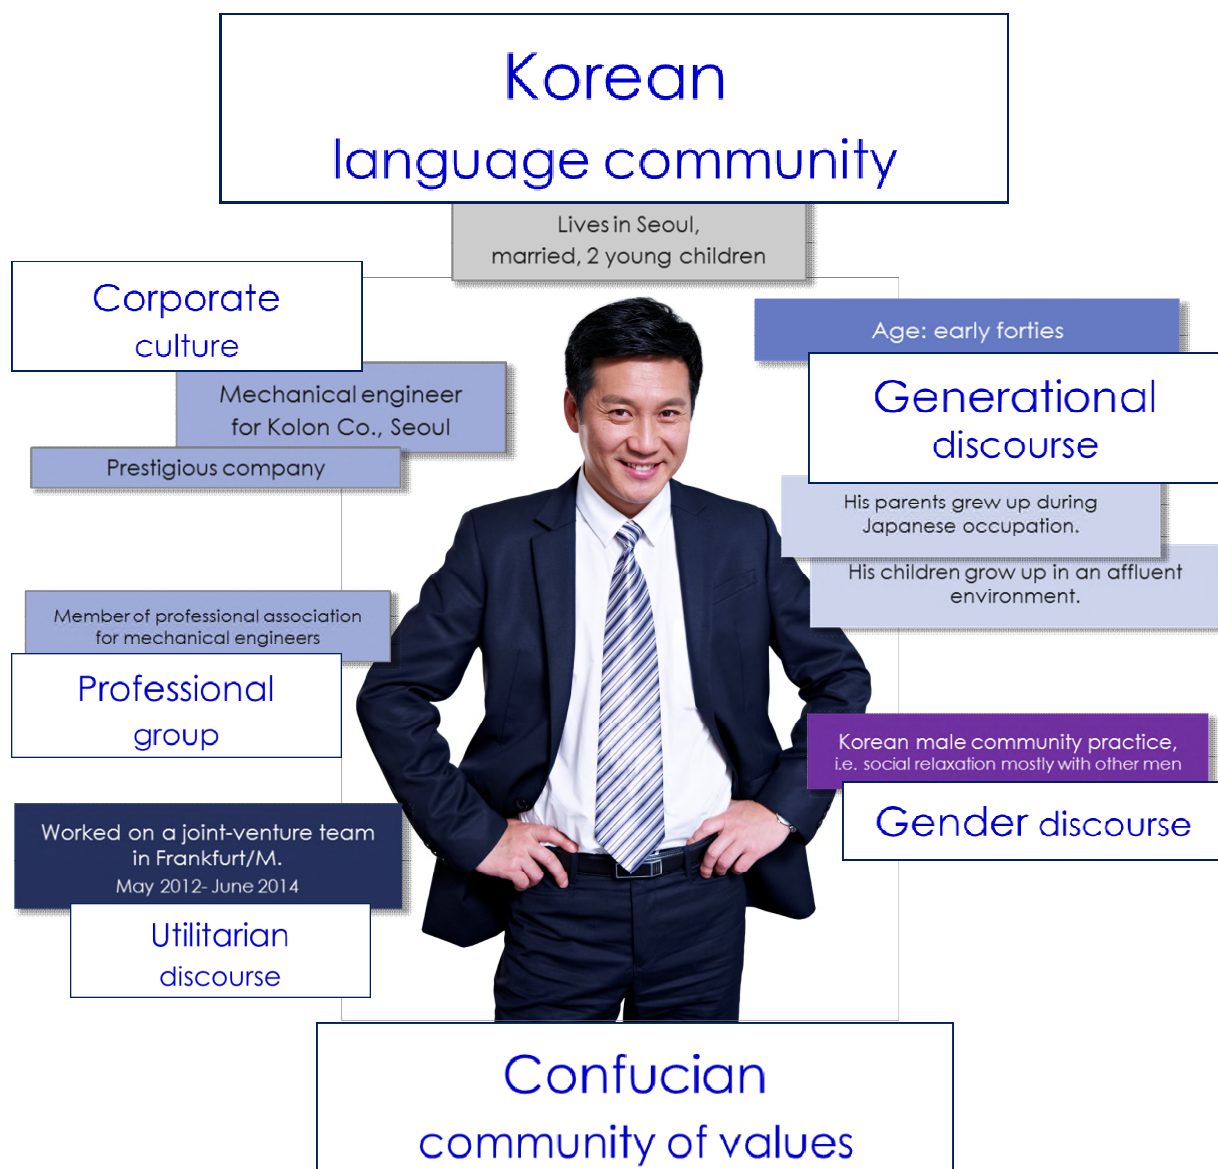 Korean
language community
Lives in Seoul,
married, 2 young children
Corporate
culture
Mechanical engineer
for Kolon Co., Seoul
Prestigious company
Member of professional association
for mechanical engineers
Professional
group
Worked on a joint-venture team
in Frankfurt/M.
May 2012- June 2014
Utilitarian
discourse
Age: early forties
Generational
discourse
His parents grew up during
Japanese occupation.
His children grow up in an affluent
environment.
Korean male community practice,
i.e. social relaxation mostly with other men
Gender discourse
Confucian
community of values